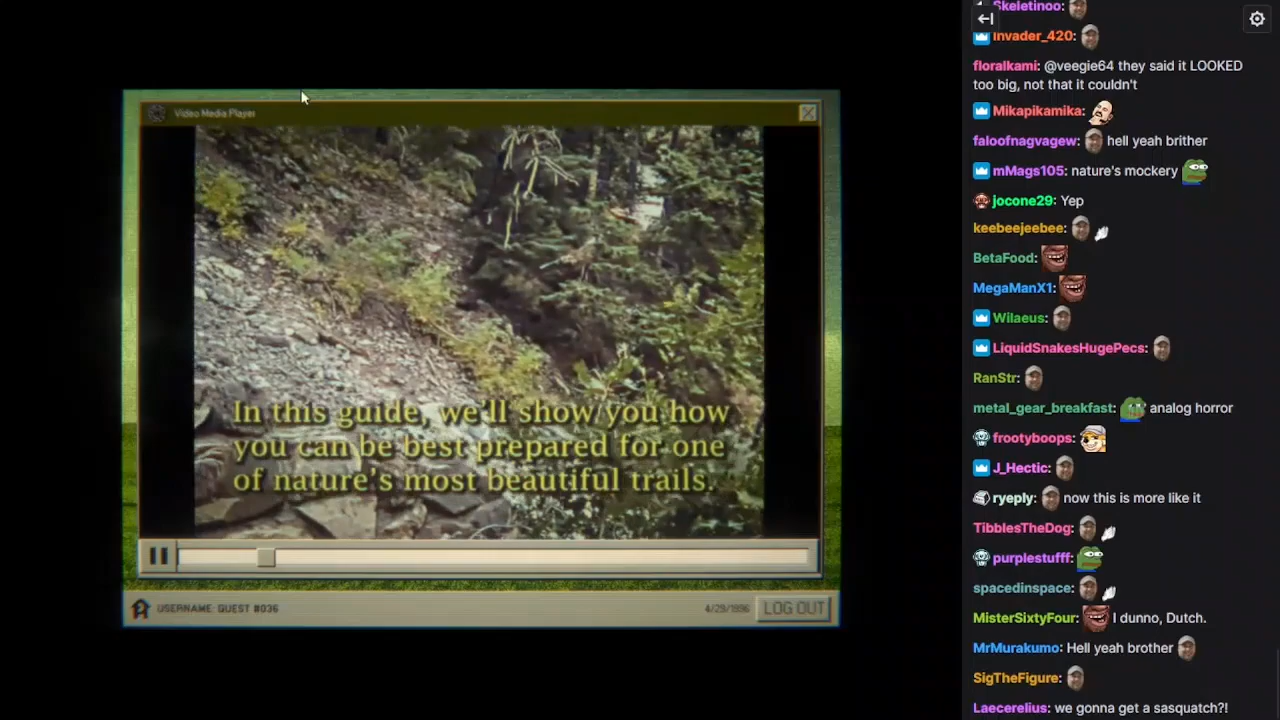 Video Media Player
In this guide, we'll show you how
you can be best prepared for one
of nature's most beautiful trails.
USERNAME: GUEST #036
4/29/1996
LOG OUT
Skeletinoo:
Invader_420:
floralkami: @veegie64 they said it LOOKED
too big, not that it couldn't
Mikapikamika:
faloofnagvagew: hell yeah brither
mMags105: nature's mockery
jocone29: Yep
keebeejeebee:
BetaFood:
MegaManX1:
Wilaeus:
LiquidSnakesHugePecs:
RanStr:
metal_gear_breakfast: analog horror
frootyboops:
J_Hectic:
ryeply: now this is more like it
TibblesTheDog:
purplestufff:
spacedinspace:
MisterSixtyFour: I dunno, Dutch.
MrMurakumo: Hell yeah brother
SigTheFigure:
Laecerelius: we gonna get a sasquatch?!